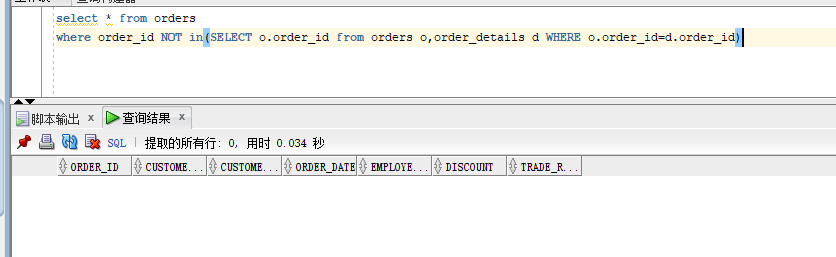 select * from orders
where order_id NOT in(SELECT o.order_id from orders o,order_details d WHERE o.order_id=d.order_id)
脚本输出 x 查询结果 x
SQL | 提取的所有行: 0, 用时 0.034 秒
ORDER_ID CUSTOME... CUSTOME... ORDER_DATE EMPLOYE... DISCOUNT TRADE_R...